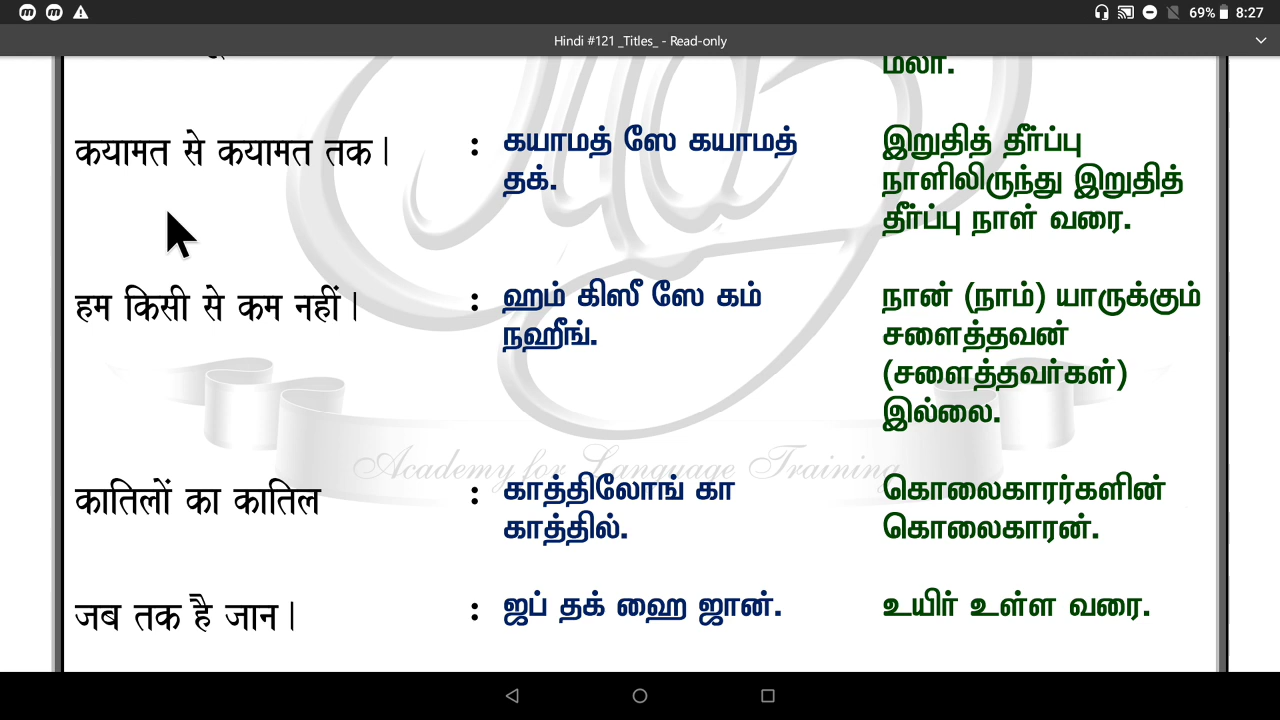 69% 8:27
Hindi #121 _Titles_ - Read-only
மலா.
कयामत से कयामत तक। : கயாமத் ஸே கயாமத் இறுதித் தீர்ப்பு
தக். நாளிலிருந்து இறுதித்
தீர்ப்பு நாள் வரை.
हम किसी से कम नहीं। : ஹம் கிஸீ ஸே கம் நான் (நாம்) யாருக்கும்
நஹீங். சளைத்தவன்
(சளைத்தவர்கள்)
இல்லை.
Academy for Language Training
कातिलों का कातिल : காத்திலோங் கா கொலைகாரர்களின்
காத்தில். கொலைகாரன்.
जब तक है जान। : ஜப் தக் ஹை ஜான். உயிர் உள்ள வரை.